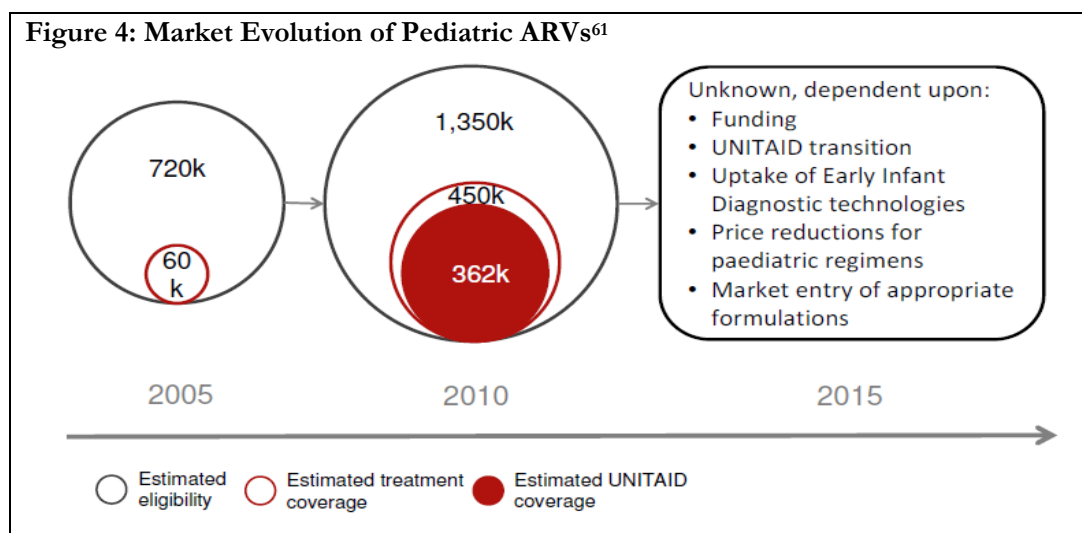 Figure 4: Market Evolution of Pediatric ARVs61
720k
60
k
1,350k
450k
362k
Unknown, dependent upon:
• Funding
• UNITAID transition
• Uptake of Early Infant
Diagnostic technologies
• Price reductions for
paediatric regimens
• Market entry of appropriate
formulations
2005
2010
2015
Estimated
eligibility
Estimated treatment
coverage
Estimated UNITAID
coverage